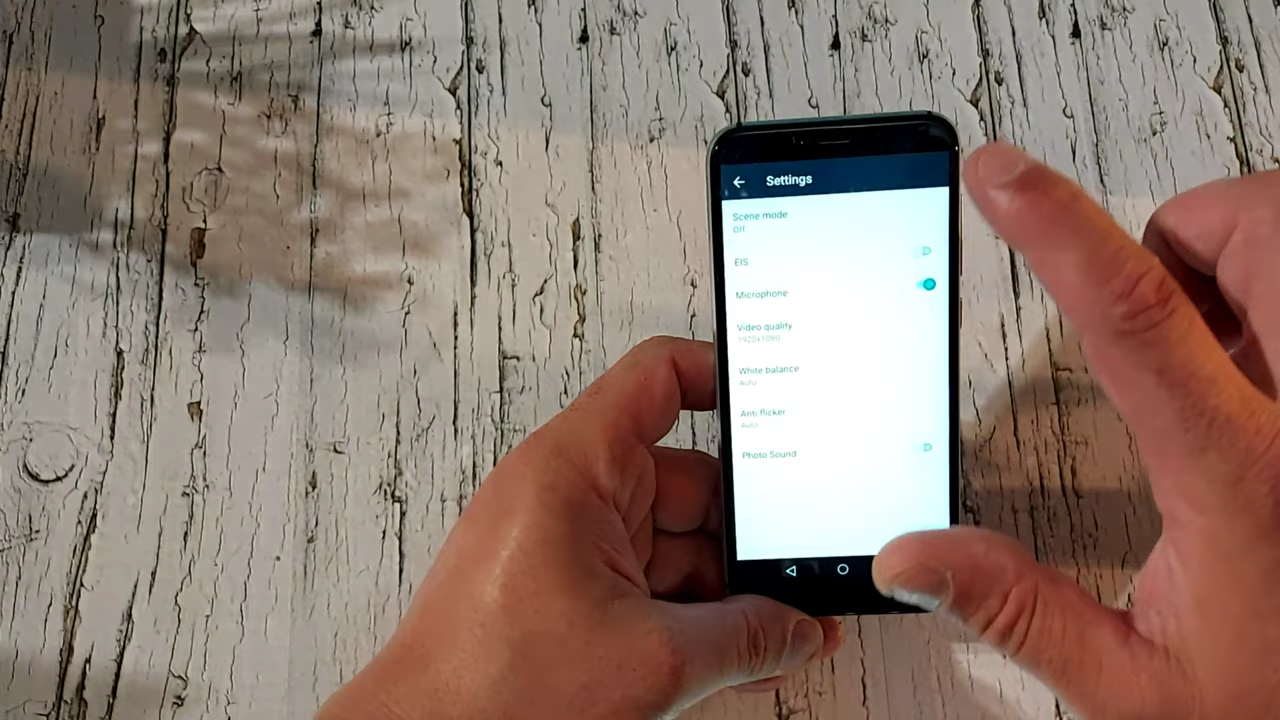 Settings
Scene mode
Off
EIS
Microphone
Video quality
1920x1080
White balance
Auto
Anti flicker
Auto
Photo Sound